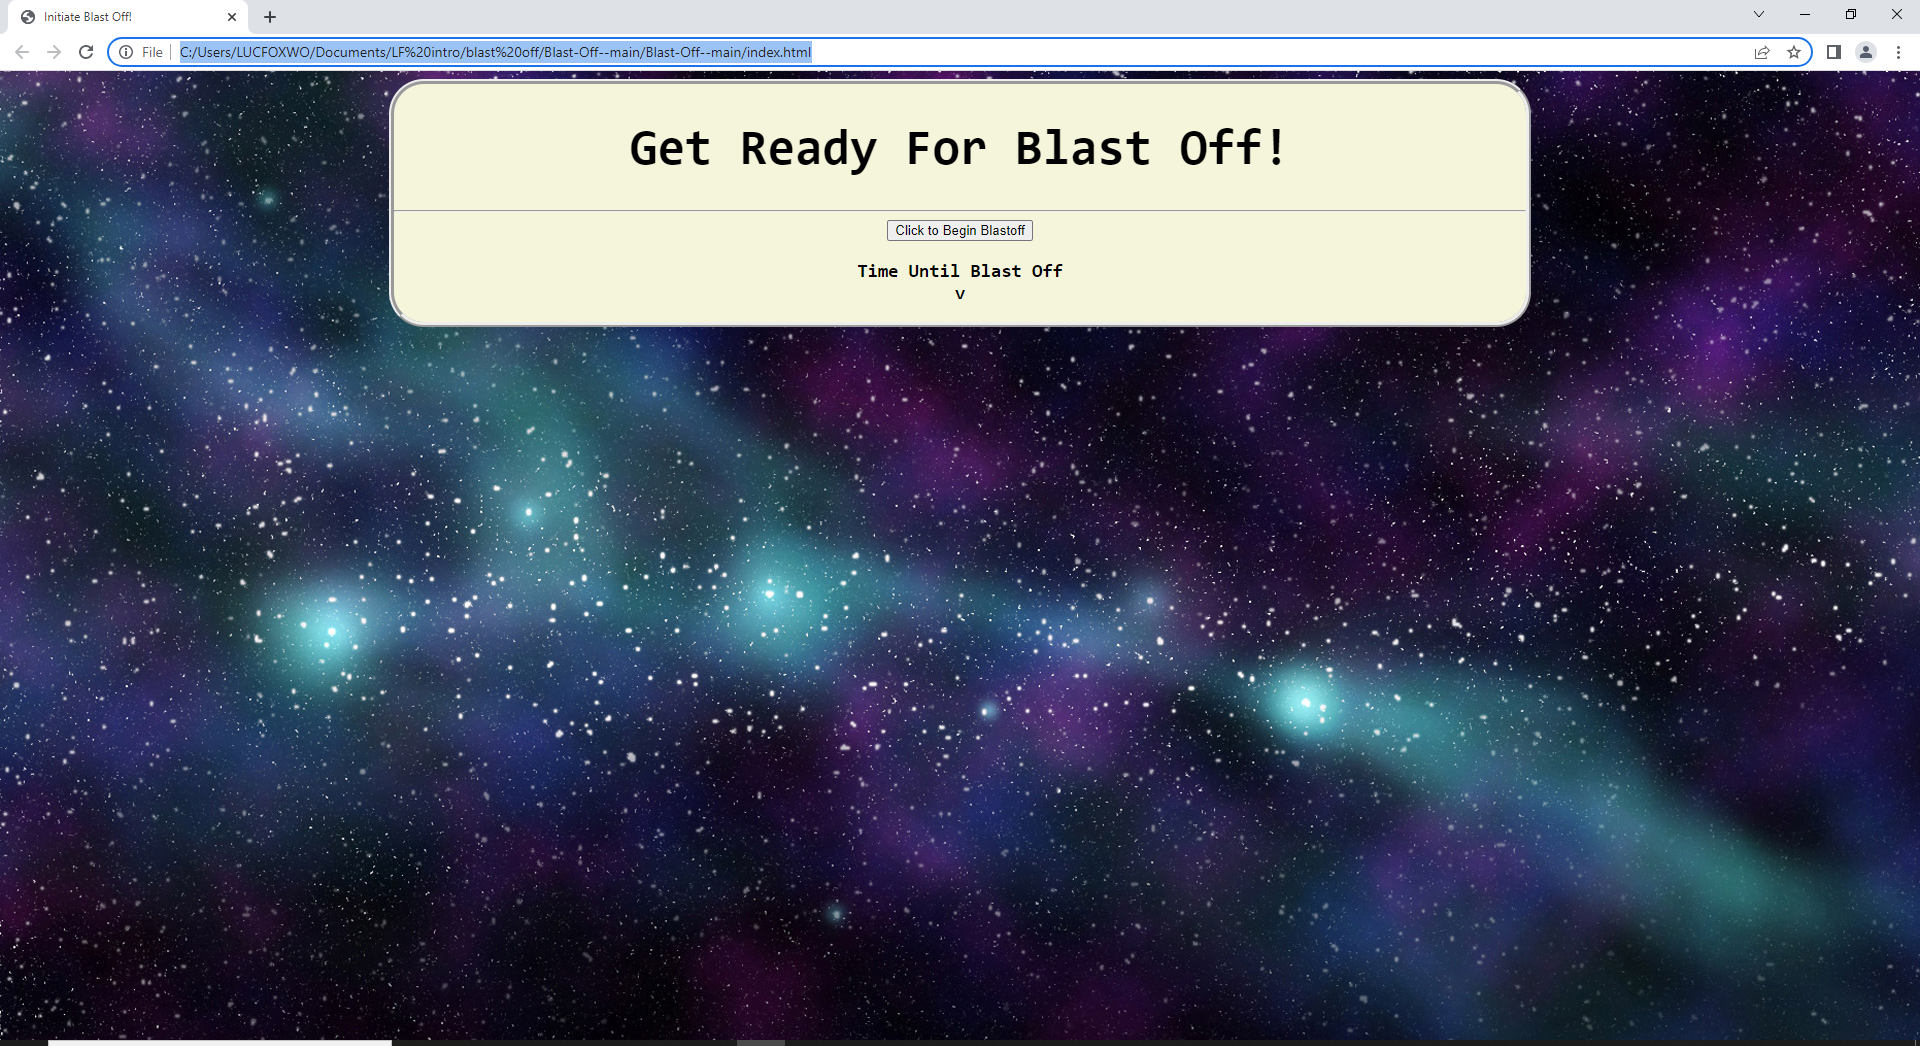 Initiate Blast Off!
File
C:/Users/LUCFOXWO/Documents/LF%20intro/blast%20off/Blast-Off--main/Blast-Off--main/index.html
Get Ready For Blast Off!
Click to Begin Blastoff
Time Until Blast Off
v